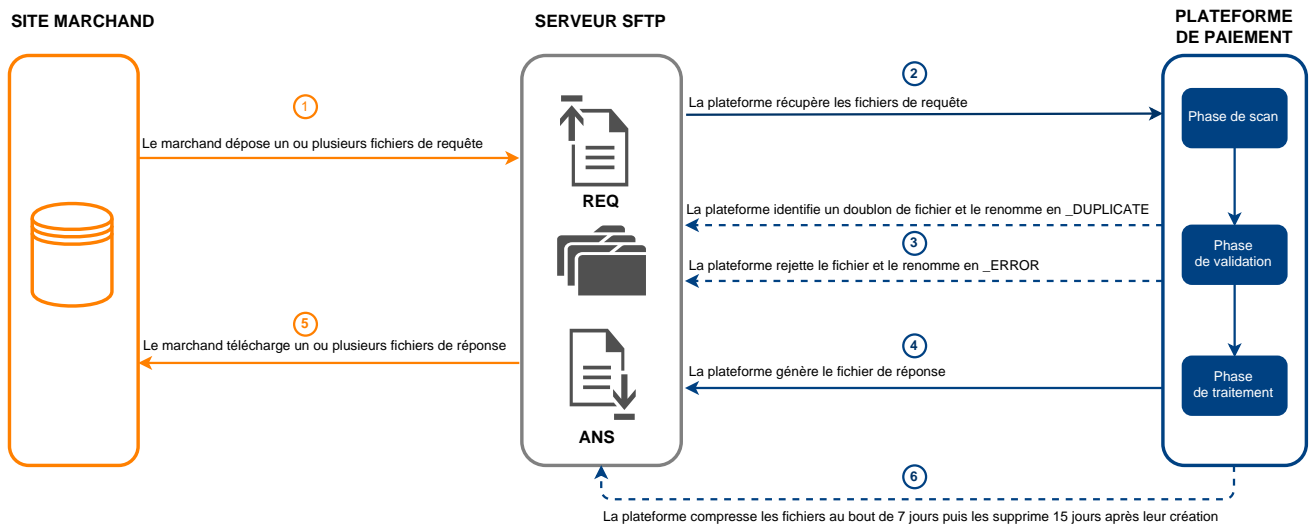 SITE MARCHAND
SERVEUR SFTP
PLATEFORME
DE PAIEMENT
1
Le marchand dépose un ou plusieurs fichiers de requête
2
La plateforme récupère les fichiers de requête
Phase de scan
REQ
La plateforme identifie un doublon de fichier et le renomme en _DUPLICATE
3
La plateforme rejette le fichier et le renomme en _ERROR
Phase
de validation
5
Le marchand télécharge un ou plusieurs fichiers de réponse
4
La plateforme génère le fichier de réponse
Phase
de traitement
ANS
6
La plateforme compresse les fichiers au bout de 7 jours puis les supprime 15 jours après leur création